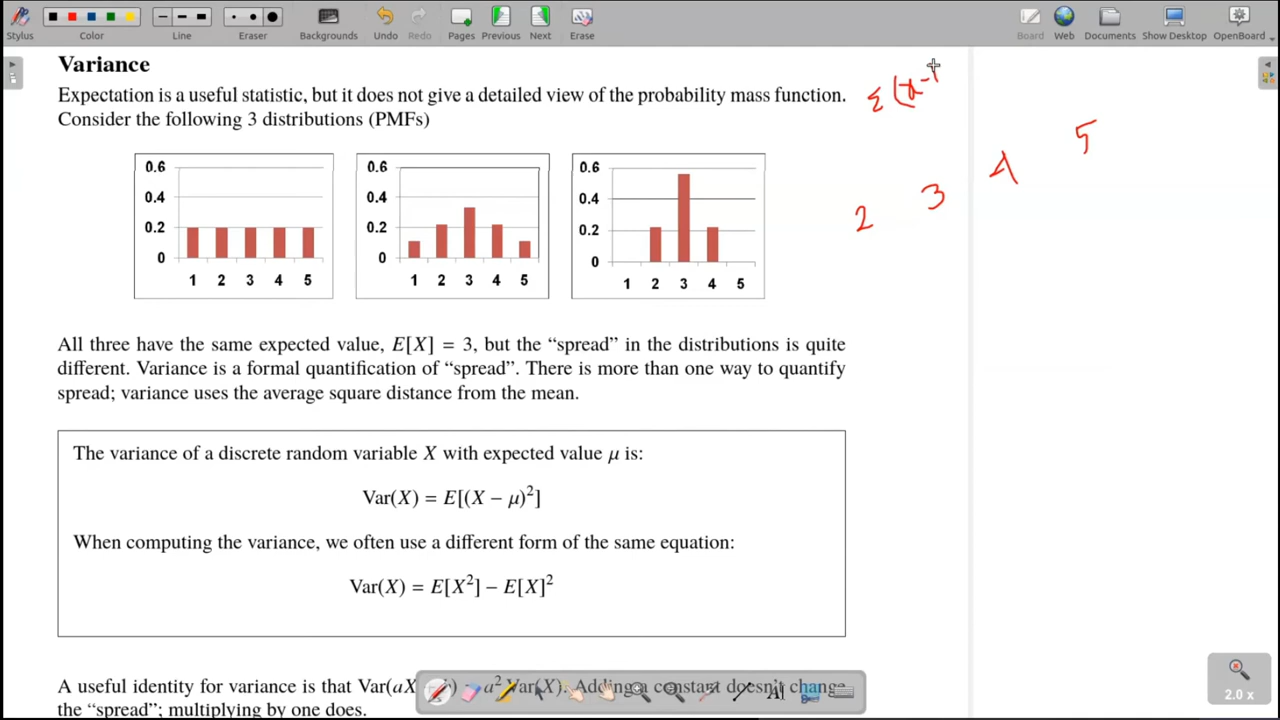 Stylus Color Line Eraser Backgrounds Undo Redo Pages Previous Next Erase Board Web Documents Show Desktop OpenBoard
Variance
Expectation is a useful statistic, but it does not give a detailed view of the probability mass function.
Consider the following 3 distributions (PMFs)
Σ (x-
2 3 4 5
0.6 0.6 0.6
0.4 0.4 0.4
0.2 0.2 0.2
0 0 0
1 2 3 4 5 1 2 3 4 5 1 2 3 4 5
All three have the same expected value, E[X] = 3, but the “spread” in the distributions is quite
different. Variance is a formal quantification of “spread”. There is more than one way to quantify
spread; variance uses the average square distance from the mean.
The variance of a discrete random variable X with expected value μ is:
Var(X) = E[(X − μ)²]
When computing the variance, we often use a different form of the same equation:
Var(X) = E[X²] − E[X]²
A useful identity for variance is that Var(aX ) = a² Var(X). Adding a constant doesn't change
the “spread”; multiplying by one does.
2.0 x